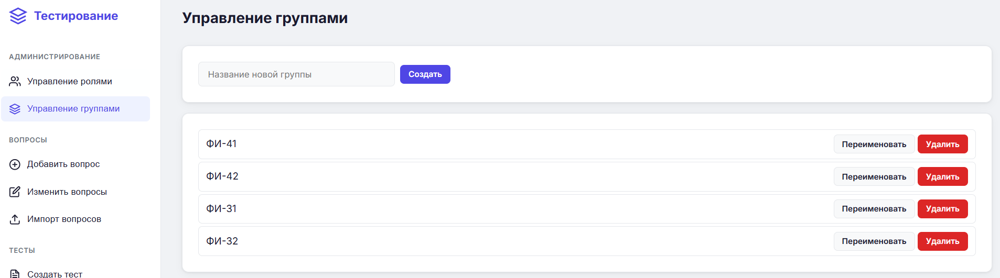 Тестирование
АДМИНИСТРИРОВАНИЕ
Управление ролями
Управление группами
ВОПРОСЫ
Добавить вопрос
Изменить вопросы
Импорт вопросов
ТЕСТЫ
Создать тест
Управление группами
Название новой группы Создать
ФИ-41 Переименовать Удалить
ФИ-42 Переименовать Удалить
ФИ-31 Переименовать Удалить
ФИ-32 Переименовать Удалить